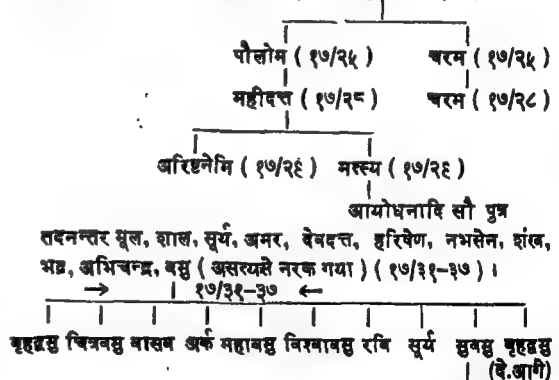 पौलोम ( १७/२५ ) चरम ( १७/२५ )
महीदत्त ( १७/२८ ) चरम ( १७/२८ )
अरिष्टनेमि ( १७/२९ ) मत्स्य ( १७/२९ )
आयोधनादि सौ पुत्र
तदनन्तर मूल, शाल, सूर्य, अमर, देवदत्त, हरिषेण, नभसेन, शंख,
भद्र, अभिचन्द्र, वसु ( असत्यसे नरक गया ) ( १७/३१-३७ ) ।
→ १७/३१-३७ ←
बृहद्वसु चित्रवसु वासव अर्क महावसु विश्वावसु रवि सूर्य सुवसु बृहद्वसु
(दे.आगे)